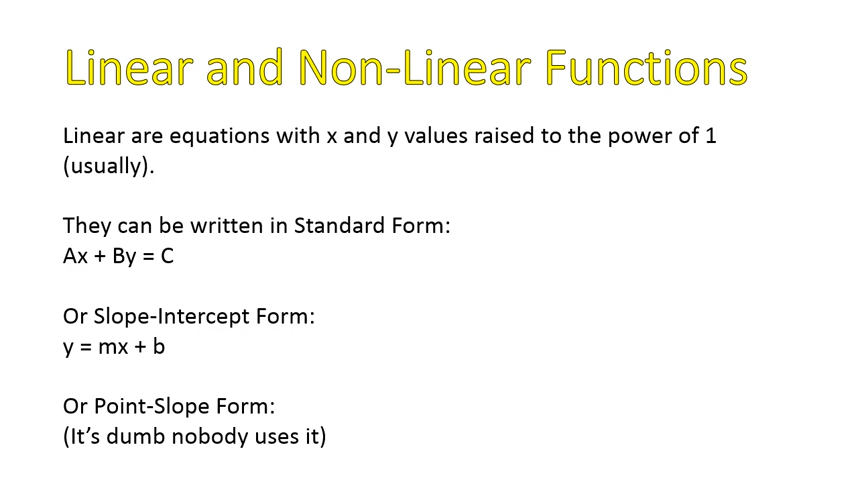 Linear and Non-Linear Functions
Linear are equations with x and y values raised to the power of 1
(usually).
They can be written in Standard Form:
Ax + By = C
Or Slope-Intercept Form:
y = mx + b
Or Point-Slope Form:
(It’s dumb nobody uses it)